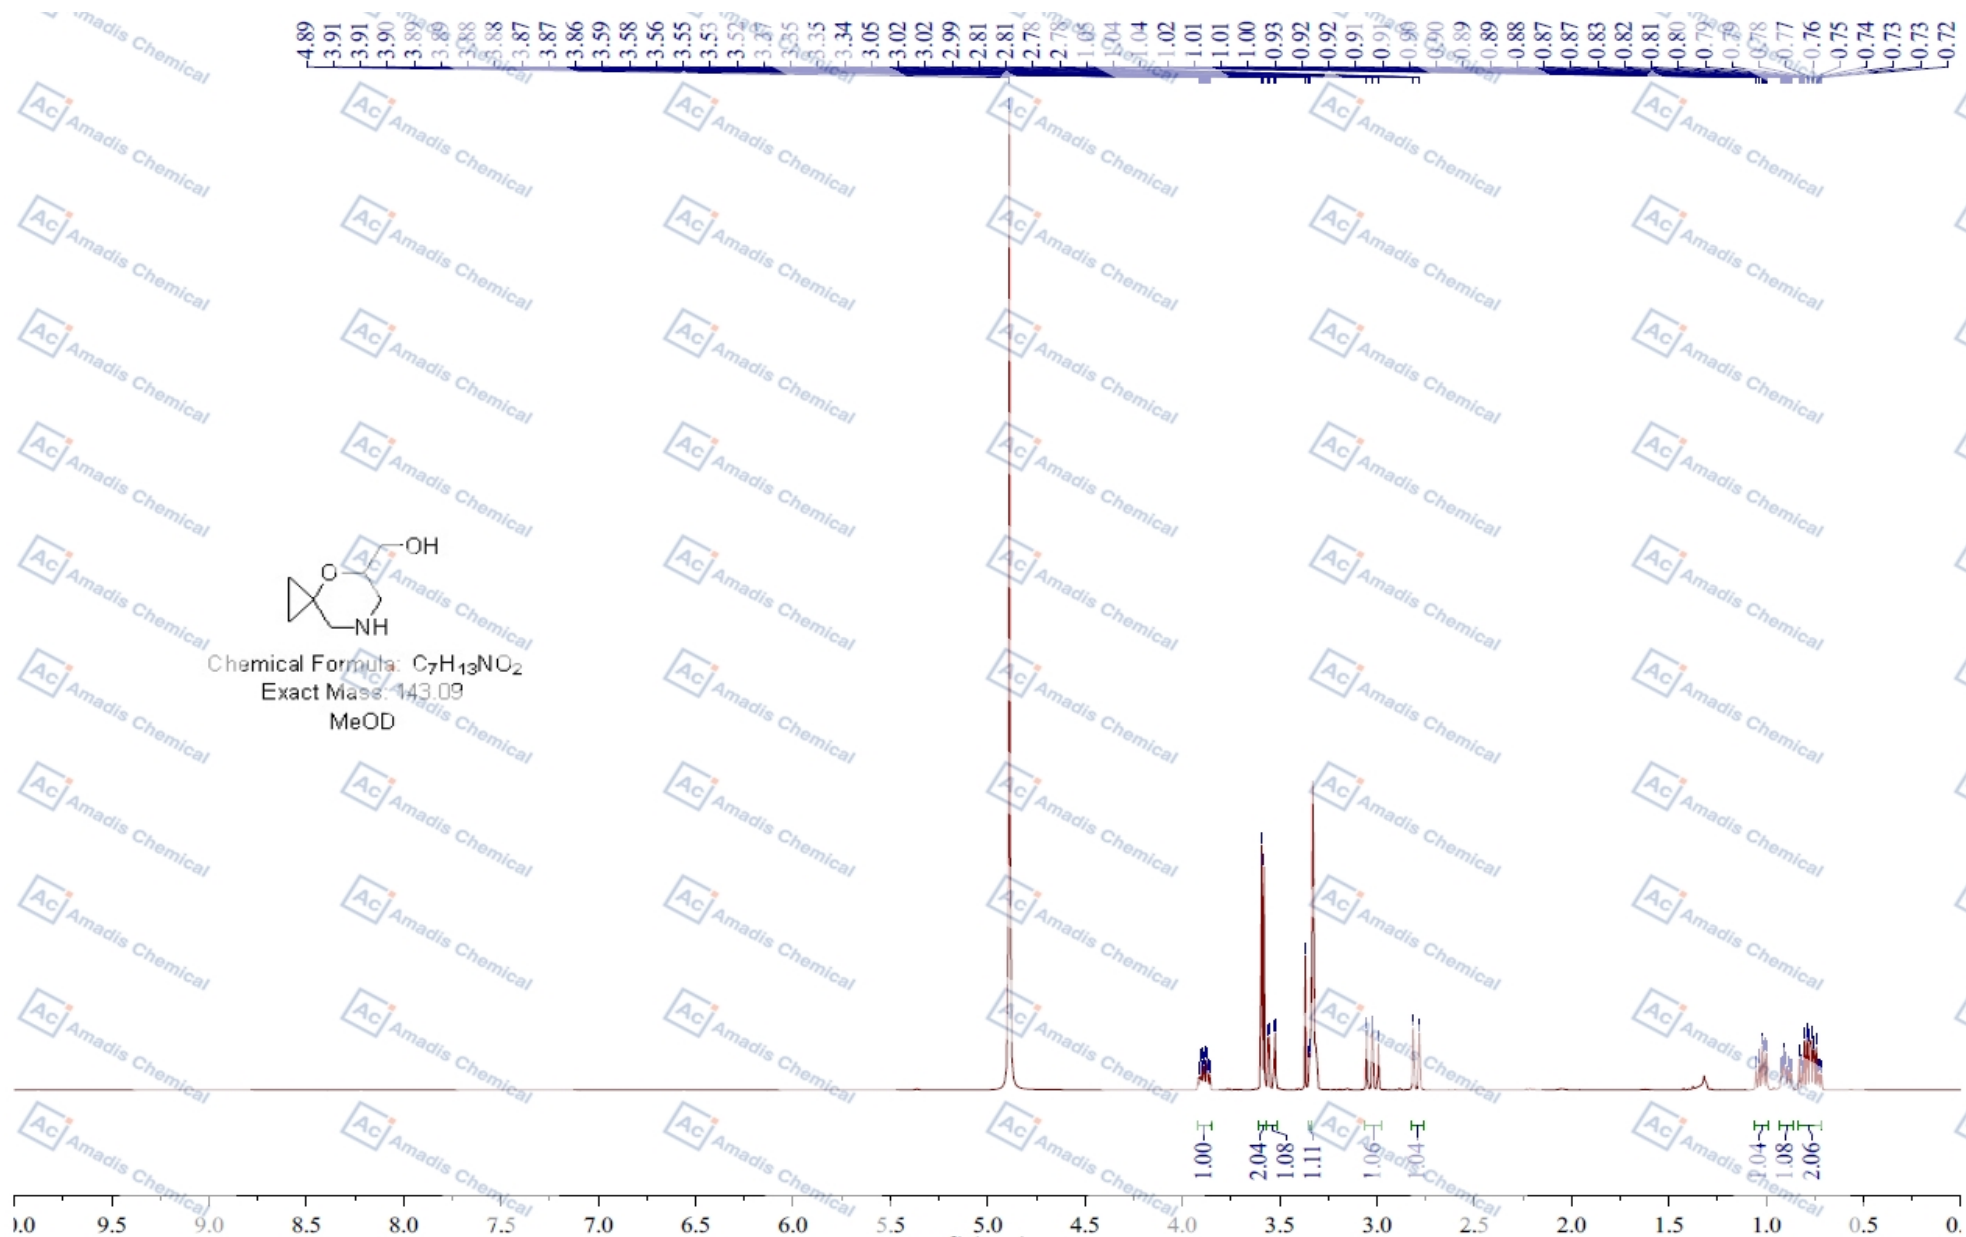 4.89 3.91 3.91 3.90 3.89 3.89 3.88 3.88 3.87 3.87 3.86 3.59 3.58 3.56 3.55 3.53 3.52 3.37 3.35 3.35 3.34 3.05 3.02 3.02 2.99 2.81 2.81 2.78 2.78 1.05 1.04 1.04 1.02 1.01 1.01 1.00 0.93 0.92 0.92 0.91 0.91 0.90 0.90 0.89 0.89 0.88 0.87 0.87 0.83 0.82 0.81 0.80 0.79 0.79 0.78 0.77 0.76 0.75 0.74 0.73 0.73 0.72
Ac Amadis Chemical
OH
O
NH
Chemical Formula: C₇H₁₃NO₂
Exact Mass: 143.09
MeOD
1.00 2.04 1.08 1.11 1.06 1.04 1.04 1.08 2.06
9.5 9.0 8.5 8.0 7.5 7.0 6.5 6.0 5.5 5.0 4.5 4.0 3.5 3.0 2.5 2.0 1.5 1.0 0.5